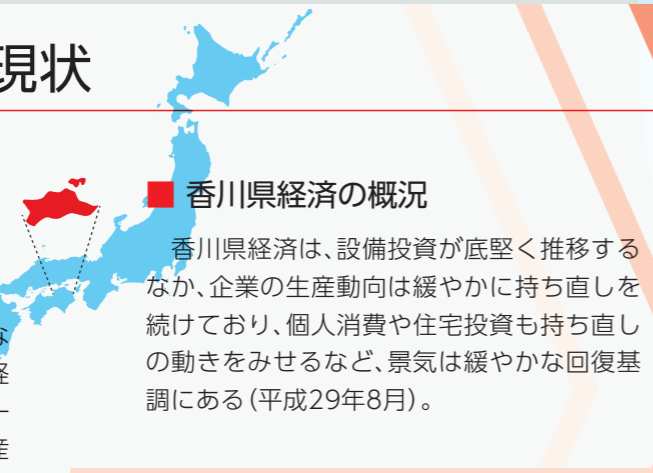 現状
■ 香川県経済の概況
香川県経済は、設備投資が底堅く推移する
なか、企業の生産動向は緩やかに持ち直しを
続けており、個人消費や住宅投資も持ち直し
の動きをみせるなど、景気は緩やかな回復基
調にある(平成29年8月)。
な
経
ー
産